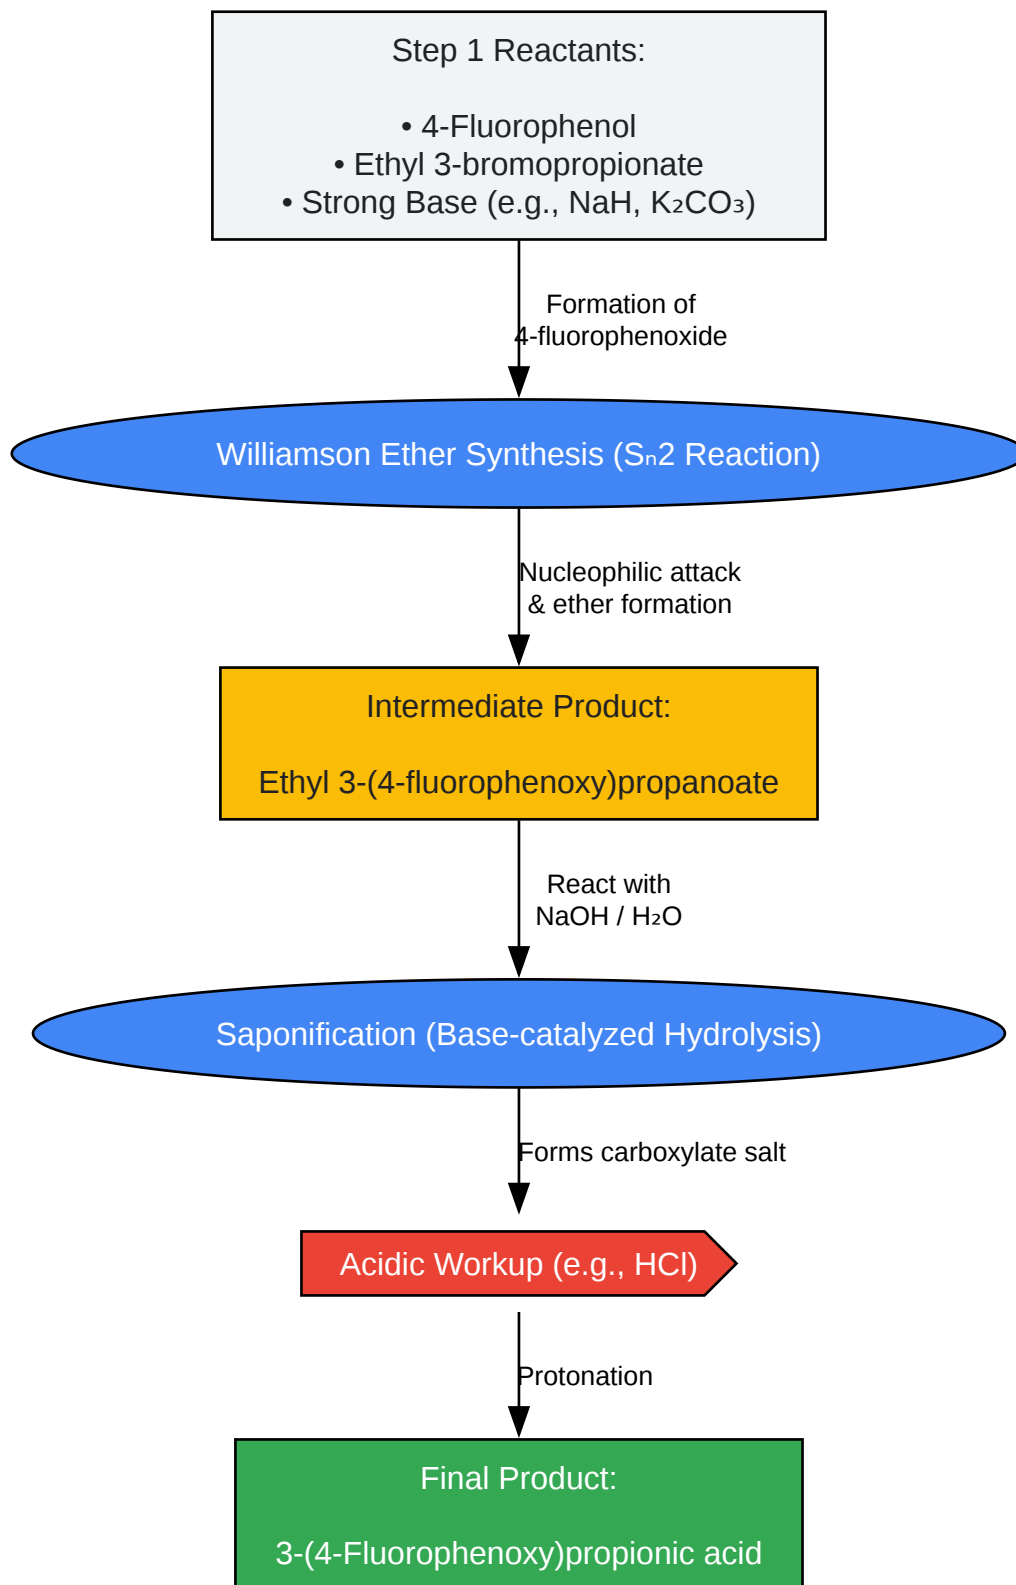 Step 1 Reactants:
• 4-Fluorophenol
• Ethyl 3-bromopropionate
• Strong Base (e.g., NaH, K₂CO₃)
Formation of
4-fluorophenoxide
Williamson Ether Synthesis (Sₙ2 Reaction)
Nucleophilic attack
& ether formation
Intermediate Product:
Ethyl 3-(4-fluorophenoxy)propanoate
React with
NaOH / H₂O
Saponification (Base-catalyzed Hydrolysis)
Forms carboxylate salt
Acidic Workup (e.g., HCl)
Protonation
Final Product:
3-(4-Fluorophenoxy)propionic acid